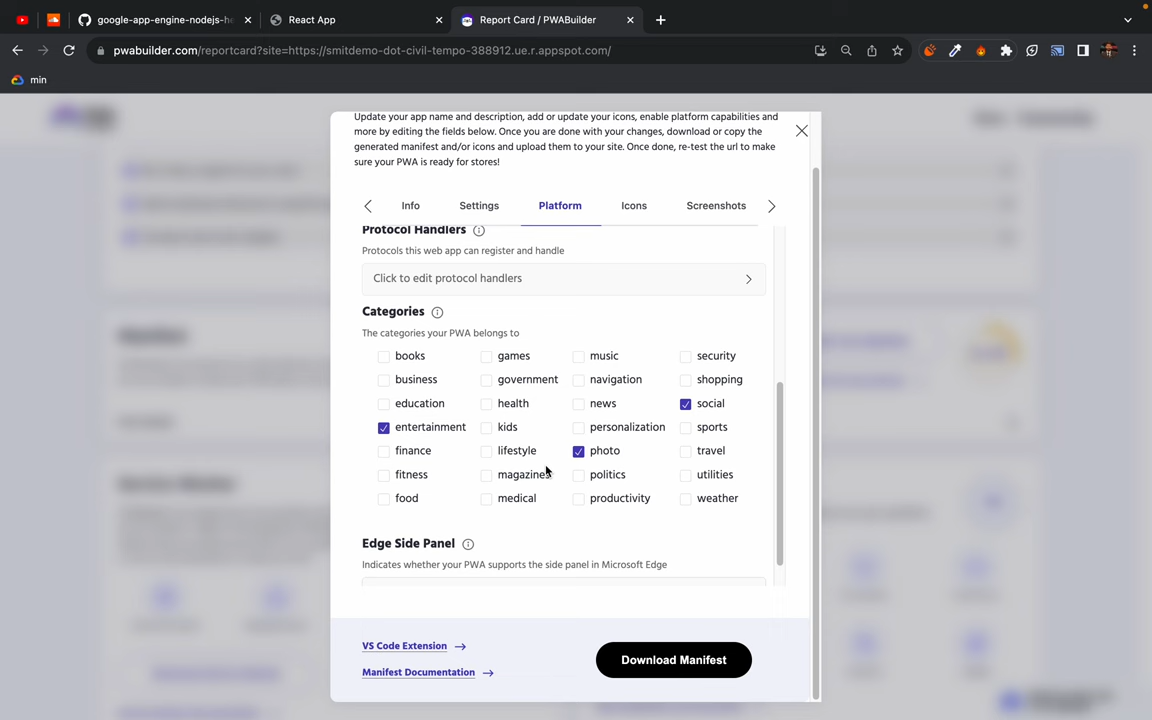 google-app-engine-nodejs-he
React App
Report Card / PWABuilder
pwabuilder.com/reportcard?site=https://smitdemo-dot-civil-tempo-388912.ue.r.appspot.com/
min
Update your app name and description, add or update your icons, enable platform capabilities and
more by editing the fields below. Once you are done with your changes, download or copy the
generated manifest and/or icons and upload them to your site. Once done, re-test the url to make
sure your PWA is ready for stores!
Info Settings Platform Icons Screenshots
Protocol Handlers
Protocols this web app can register and handle
Click to edit protocol handlers
Categories
The categories your PWA belongs to
books games music security
business government navigation shopping
education health news social
entertainment kids personalization sports
finance lifestyle photo travel
fitness magazines politics utilities
food medical productivity weather
Edge Side Panel
Indicates whether your PWA supports the side panel in Microsoft Edge
VS Code Extension
Download Manifest
Manifest Documentation